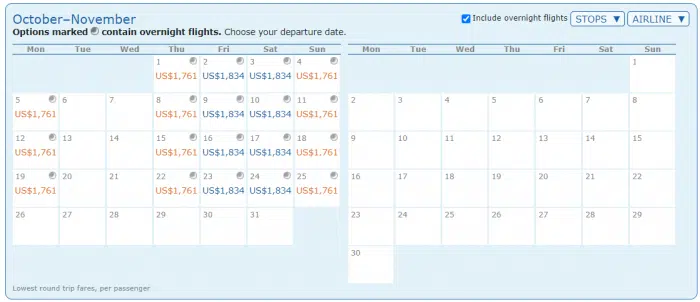 October–November
Include overnight flights STOPS ▼ AIRLINE ▼
Options marked contain overnight flights. Choose your departure date.
Mon Tue Wed Thu Fri Sat Sun Mon Tue Wed Thu Fri Sat Sun
1 2 3 4 1
US$1,761 US$1,834 US$1,834 US$1,761
5 6 7 8 9 10 11 2 3 4 5 6 7 8
US$1,761 US$1,761 US$1,834 US$1,834 US$1,761
12 13 14 15 16 17 18 9 10 11 12 13 14 15
US$1,761 US$1,761 US$1,834 US$1,834 US$1,761
19 20 21 22 23 24 25 16 17 18 19 20 21 22
US$1,761 US$1,761 US$1,834 US$1,834 US$1,761
26 27 28 29 30 31 23 24 25 26 27 28 29
30
Lowest round trip fares, per passenger